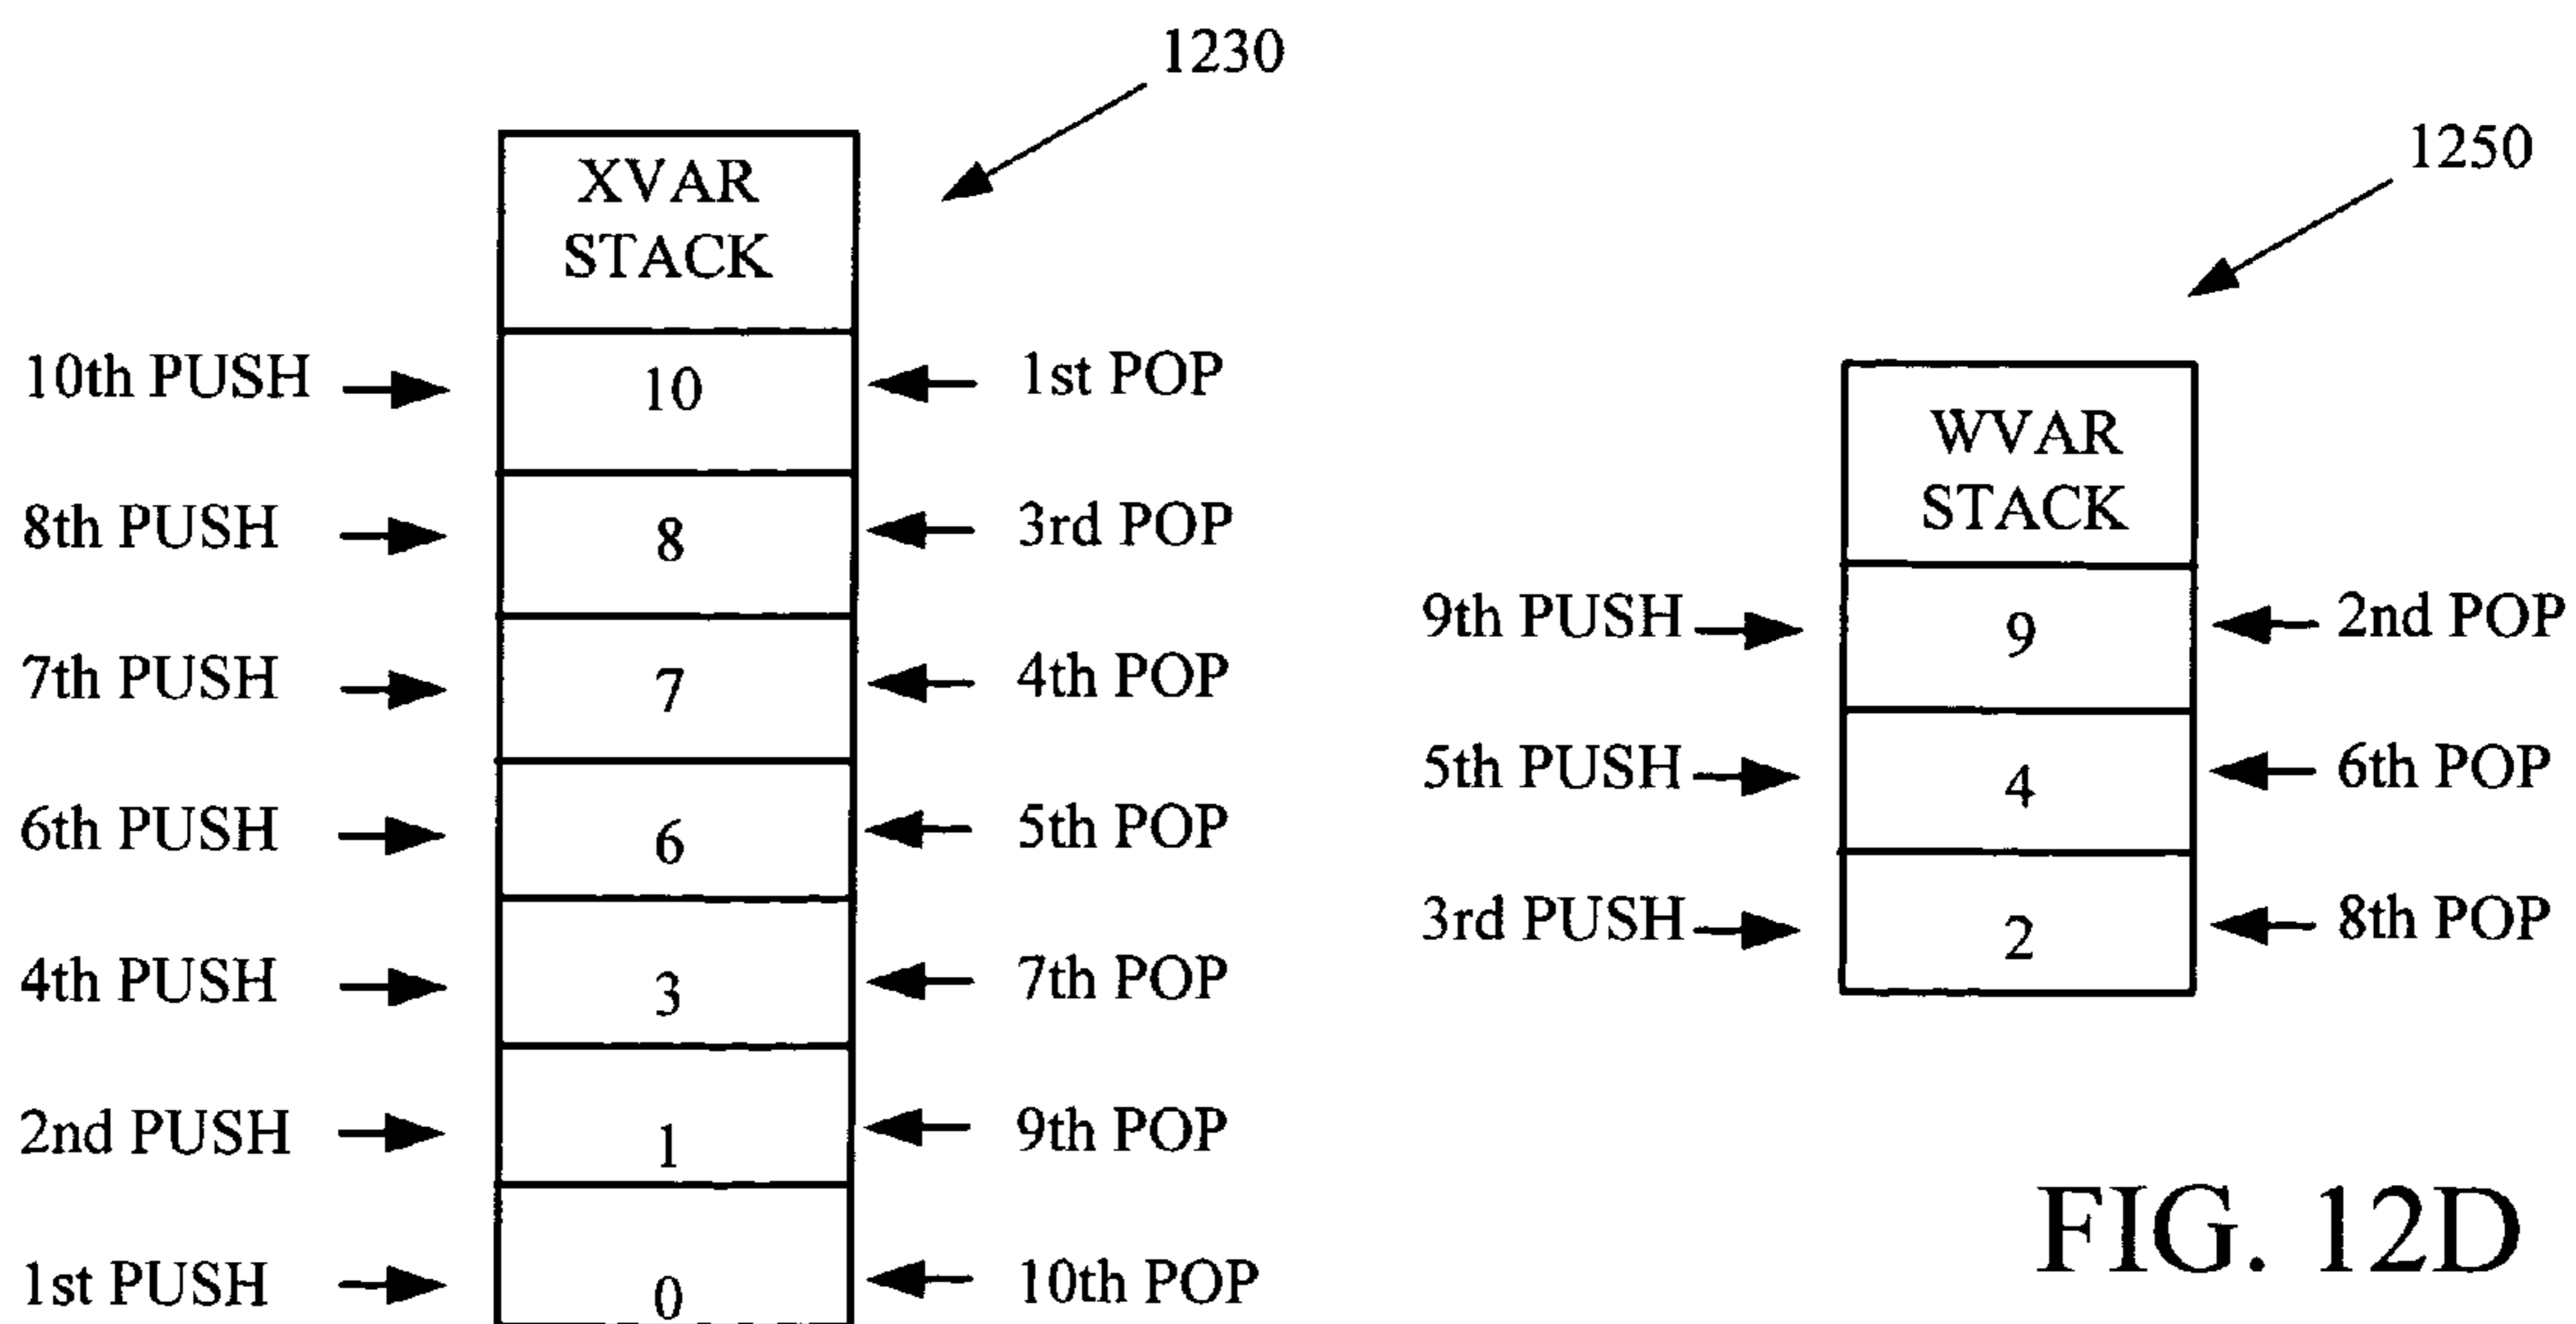 1230
XVAR
STACK
10th PUSH 10 1st POP
8th PUSH 8 3rd POP
7th PUSH 7 4th POP
6th PUSH 6 5th POP
4th PUSH 3 7th POP
2nd PUSH 1 9th POP
1st PUSH 0 10th POP
1250
WVAR
STACK
9th PUSH 9 2nd POP
5th PUSH 4 6th POP
3rd PUSH 2 8th POP
FIG. 12D